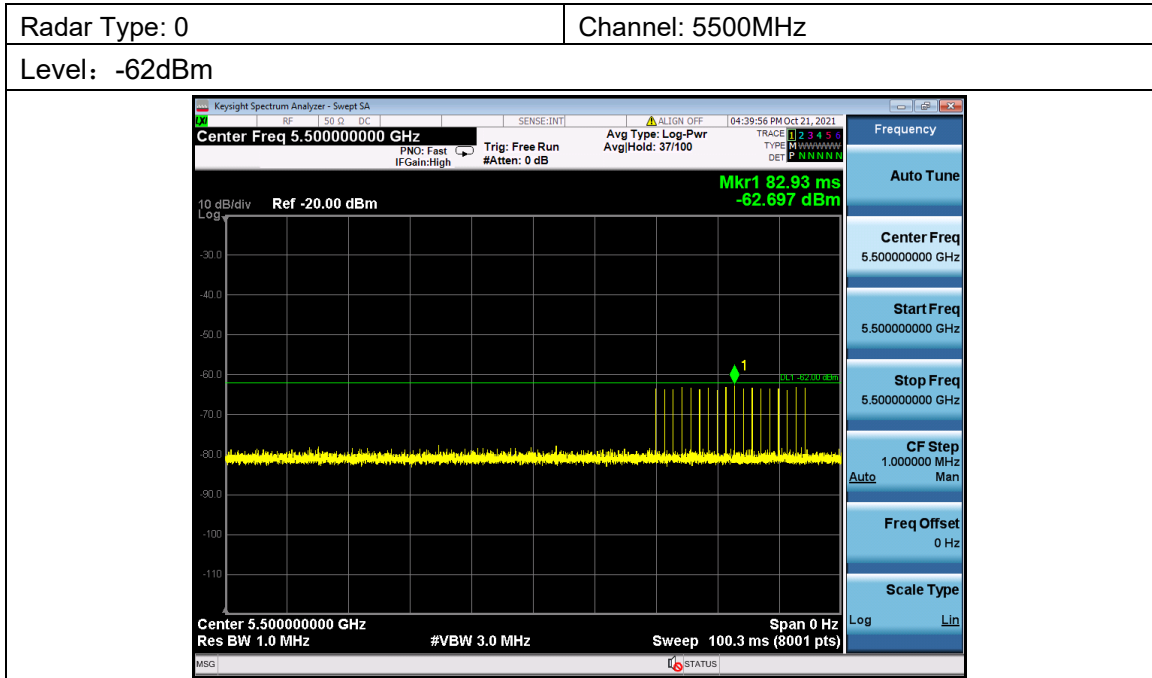 Radar Type: 0
Channel: 5500MHz
Level：-62dBm
Keysight Spectrum Analyzer - Swept SA
LXI RF 50 Ω DC SENSE:INT ALIGN OFF 04:39:56 PM Oct 21, 2021
Center Freq 5.500000000 GHz
PNO: Fast
IFGain:High
Trig: Free Run
#Atten: 0 dB
Avg Type: Log-Pwr
Avg|Hold: 37/100
TRACE 1 2 3 4 5 6
TYPE M WWWWW
DET P N N N N N
Mkr1 82.93 ms
-62.697 dBm
10 dB/div Ref -20.00 dBm
Log
-30.0
-40.0
-50.0
-60.0
-70.0
-80.0
-90.0
-100
-110
1
DL1 -62.00 dBm
Center 5.500000000 GHz Span 0 Hz
Res BW 1.0 MHz #VBW 3.0 MHz Sweep 100.3 ms (8001 pts)
MSG STATUS
Frequency
Auto Tune
Center Freq
5.500000000 GHz
Start Freq
5.500000000 GHz
Stop Freq
5.500000000 GHz
CF Step
1.000000 MHz
Auto Man
Freq Offset
0 Hz
Scale Type
Log Lin